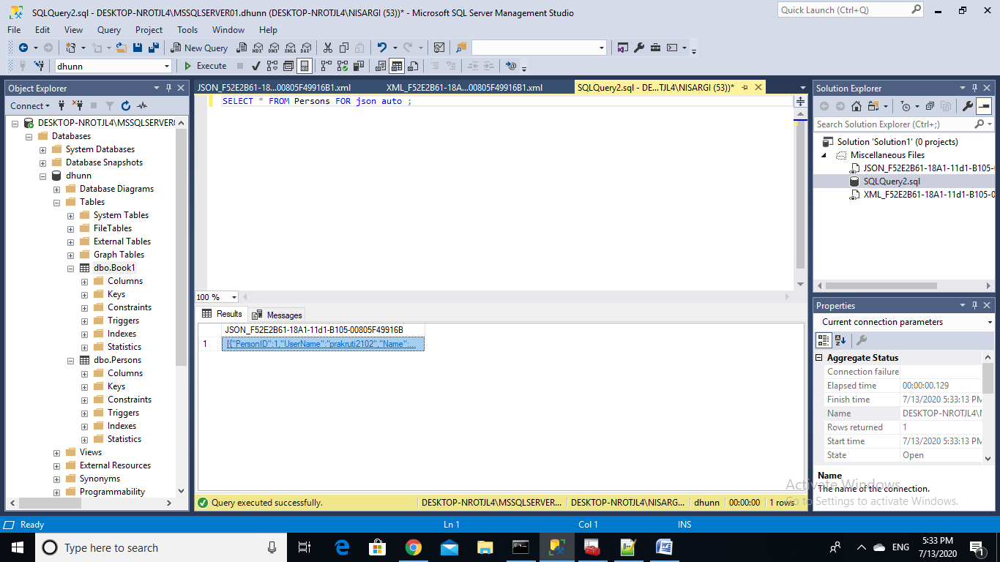 SQLQuery2.sql - DESKTOP-NROTJL4\MSSQLSERVER01.dhunn (DESKTOP-NROTJL4\NISARGI (53))* - Microsoft SQL Server Management Studio
Quick Launch (Ctrl+Q)
File Edit View Query Project Tools Window Help
New Query MDX DMX XMLA DAX
dhunn Execute
Object Explorer
Connect
DESKTOP-NROTJL4\MSSQLSERVER(
Databases
System Databases
Database Snapshots
dhunn
Database Diagrams
Tables
System Tables
FileTables
External Tables
Graph Tables
dbo.Book1
Columns
Keys
Constraints
Triggers
Indexes
Statistics
dbo.Persons
Columns
Keys
Constraints
Triggers
Indexes
Statistics
Views
External Resources
Synonyms
Programmability
JSON_F52E2B61-18...00805F49916B1.xml XML_F52E2B61-18A...00805F49916B1.xml SQLQuery2.sql - DE...TJL4\NISARGI (53))*
SELECT * FROM Persons FOR json auto ;
100 %
Results Messages
JSON_F52E2B61-18A1-11d1-B105-00805F49916B
1 [{"PersonID":1,"UserName":"prakruti2102","Name":...
Query executed successfully. DESKTOP-NROTJL4\MSSQLSERVER... DESKTOP-NROTJL4\NISARG... dhunn 00:00:00 1 rows
Solution Explorer
Search Solution Explorer (Ctrl+;)
Solution 'Solution1' (0 projects)
Miscellaneous Files
JSON_F52E2B61-18A1-11d1-B105-
SQLQuery2.sql
XML_F52E2B61-18A1-11d1-B105-0
Properties
Current connection parameters
Aggregate Status
Connection failure
Elapsed time 00:00:00.129
Finish time 7/13/2020 5:33:13 PM
Name DESKTOP-NROTJL4\
Rows returned 1
Start time 7/13/2020 5:33:13 PM
State Open
Name
The name of the connection.
Activate Windows
Go to Settings to activate Windows.
Ready Ln 1 Col 1 INS
Type here to search
ENG
5:33 PM
7/13/2020
1